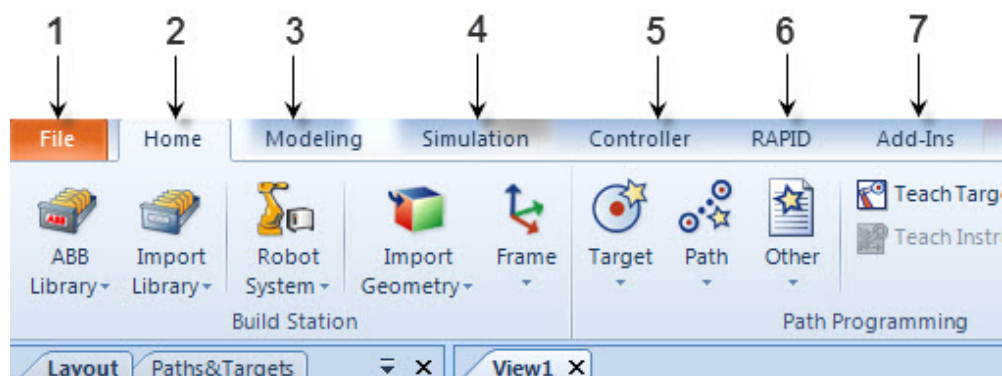 1 2 3 4 5 6 7
File Home Modeling Simulation Controller RAPID Add-Ins
ABB
Library
Import
Library
Robot
System
Import
Geometry
Frame
Build Station
Target
Path
Other
Teach Targe
Teach Instr
Path Programming
Layout Paths&Targets
View1